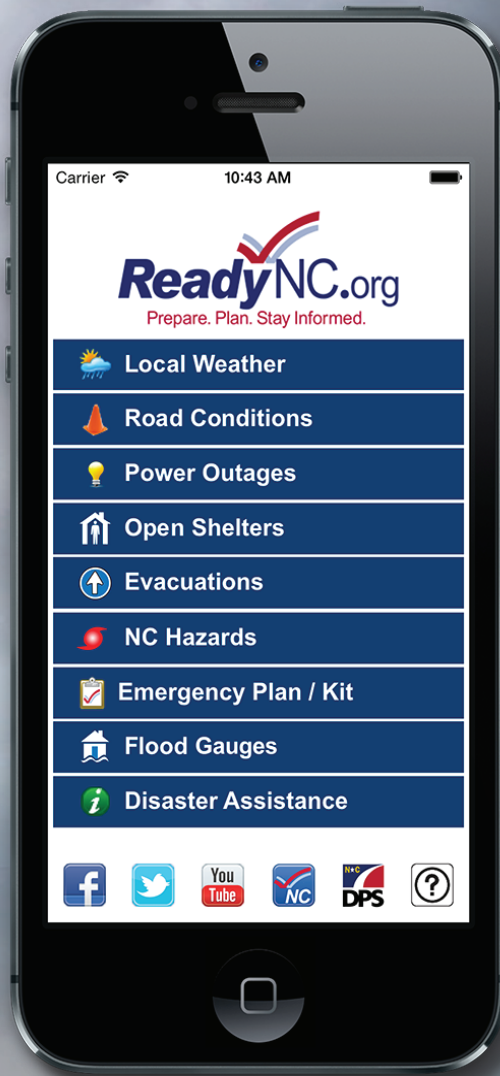 Carrier 10:43 AM
ReadyNC.org
Prepare. Plan. Stay Informed.
Local Weather
Road Conditions
Power Outages
Open Shelters
Evacuations
NC Hazards
Emergency Plan / Kit
Flood Gauges
i Disaster Assistance
f You Tube NC N★C DPS ?